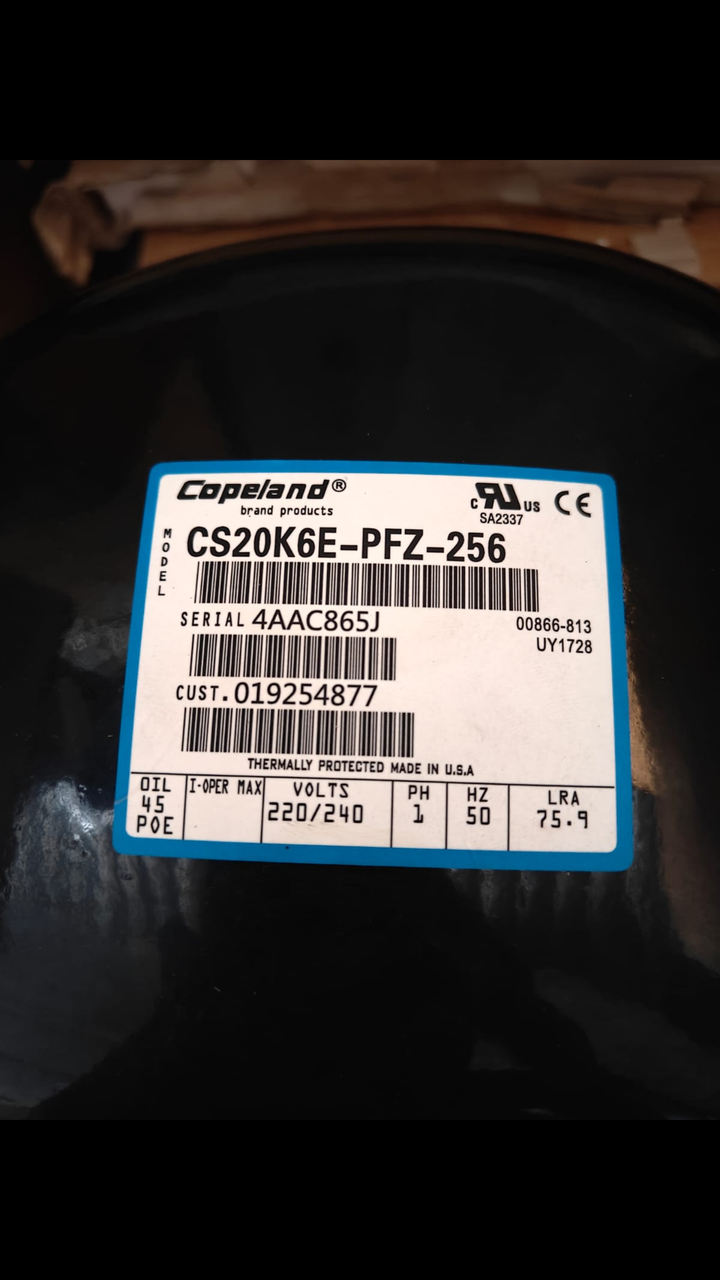 Copeland®
brand products
C RU US CE
SA2337
MODEL
CS20K6E-PFZ-256
SERIAL 4AAC865J
00866-813
UY1728
CUST. 019254877
THERMALLY PROTECTED MADE IN U.S.A
OIL 45 POE
I-OPER MAX
VOLTS 220/240
PH 1
HZ 50
LRA 75.9